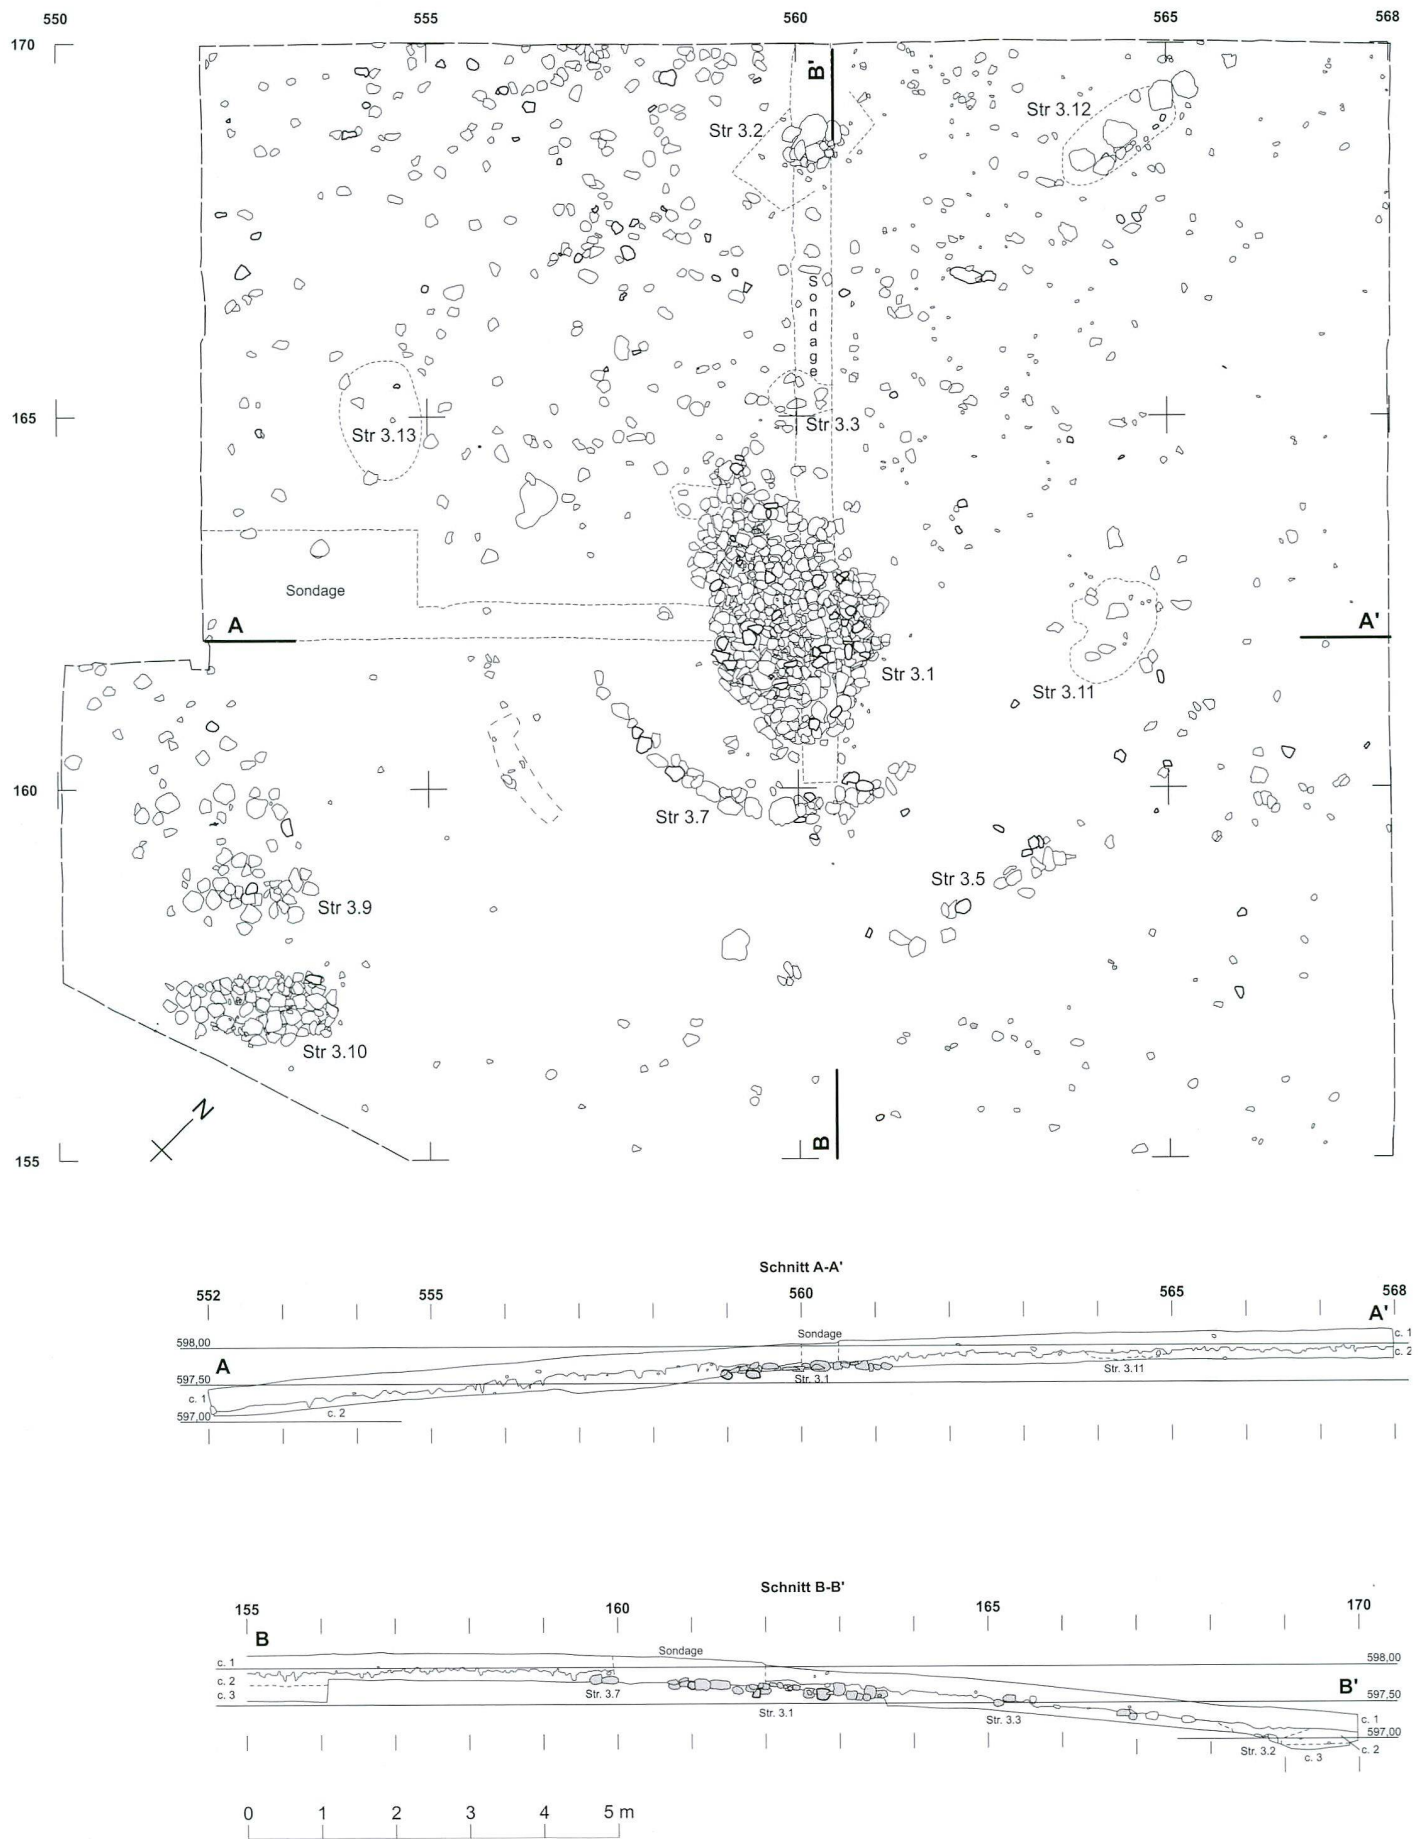 550 555 560 565 568
170
B'
Str 3.12
Str 3.2
Sondage
165
Str 3.13
Str 3.3
Sondage
A
A'
Str 3.1
Str 3.11
160
Str 3.7
Str 3.5
Str 3.9
Str 3.10
N
B
155
Schnitt A-A'
552 555 560 565 568
A'
Sondage
598,00
c. 1
c. 2
A
Str. 3.11
Str. 3.1
597,50
c. 1
c. 2
597,00
Schnitt B-B'
155 160 165 170
B
Sondage
c. 1
598,00
c. 2
c. 3
B'
Str. 3.7
597,50
Str. 3.1
Str. 3.3
c. 1
597,00
Str. 3.2
c. 2
c. 3
0 1 2 3 4 5 m